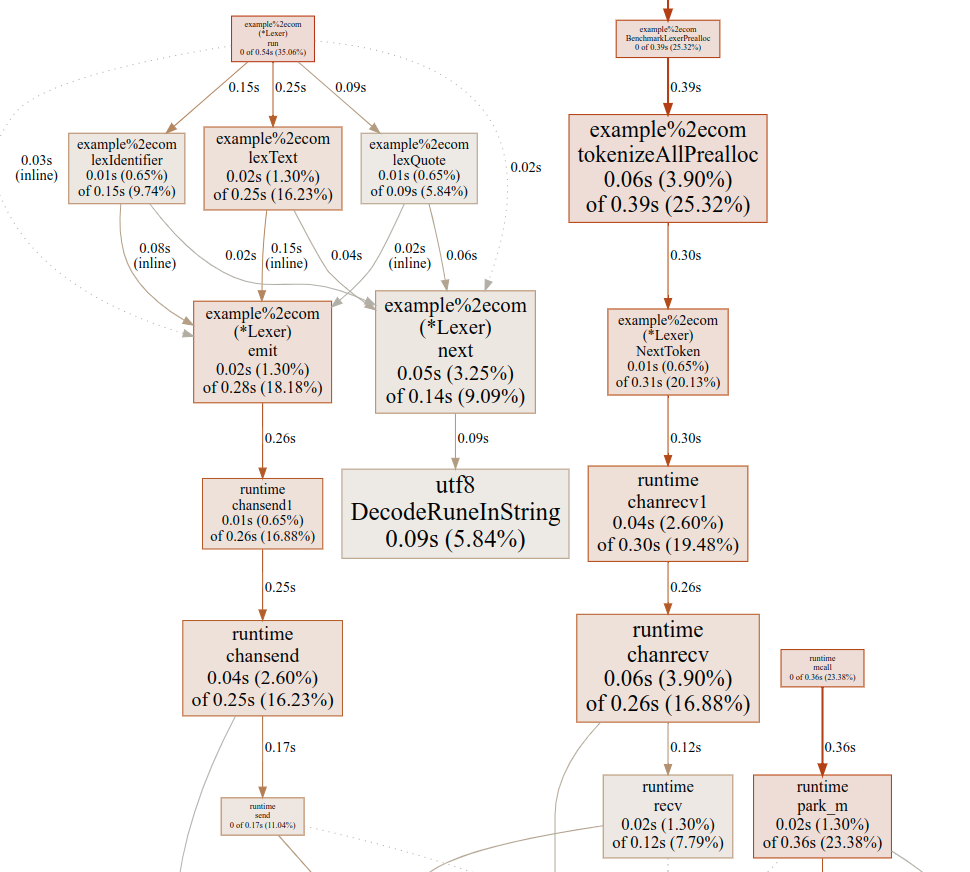 example%2ecom
(*Lexer)
run
0 of 0.54s (35.06%)
example%2ecom
BenchmarkLexerPrealloc
0 of 0.39s (25.32%)
0.15s
0.25s
0.09s
0.39s
0.03s
(inline)
example%2ecom
lexIdentifier
0.01s (0.65%)
of 0.15s (9.74%)
example%2ecom
lexText
0.02s (1.30%)
of 0.25s (16.23%)
example%2ecom
lexQuote
0.01s (0.65%)
of 0.09s (5.84%)
0.02s
example%2ecom
tokenizeAllPrealloc
0.06s (3.90%)
of 0.39s (25.32%)
0.08s
(inline)
0.02s
0.15s
(inline)
0.04s
0.02s
(inline)
0.06s
0.30s
example%2ecom
(*Lexer)
emit
0.02s (1.30%)
of 0.28s (18.18%)
example%2ecom
(*Lexer)
next
0.05s (3.25%)
of 0.14s (9.09%)
example%2ecom
(*Lexer)
NextToken
0.01s (0.65%)
of 0.31s (20.13%)
0.26s
0.09s
0.30s
runtime
chansend1
0.01s (0.65%)
of 0.26s (16.88%)
utf8
DecodeRuneInString
0.09s (5.84%)
runtime
chanrecv1
0.04s (2.60%)
of 0.30s (19.48%)
0.25s
0.26s
runtime
chansend
0.04s (2.60%)
of 0.25s (16.23%)
runtime
chanrecv
0.06s (3.90%)
of 0.26s (16.88%)
runtime
mcall
0 of 0.36s (23.38%)
0.17s
0.12s
0.36s
runtime
send
0 of 0.17s (11.04%)
runtime
recv
0.02s (1.30%)
of 0.12s (7.79%)
runtime
park_m
0.02s (1.30%)
of 0.36s (23.38%)